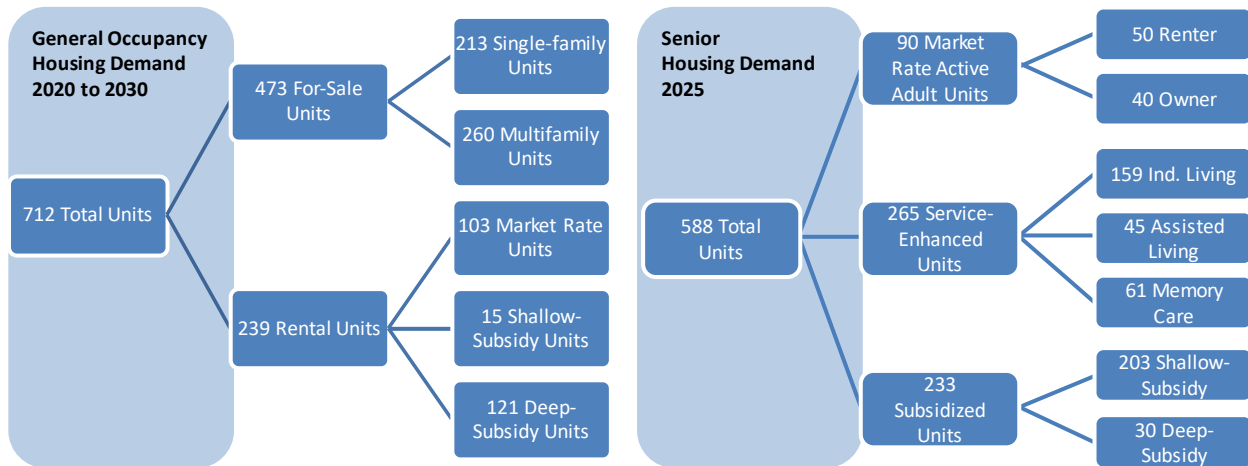 General Occupancy
Housing Demand
2020 to 2030
712 Total Units
473 For-Sale
Units
213 Single-family
Units
260 Multifamily
Units
239 Rental Units
103 Market Rate
Units
15 Shallow-
Subsidy Units
121 Deep-
Subsidy Units
Senior
Housing Demand
2025
588 Total
Units
90 Market
Rate Active
Adult Units
50 Renter
40 Owner
265 Service-
Enhanced
Units
159 Ind. Living
45 Assisted
Living
61 Memory
Care
233
Subsidized
Units
203 Shallow-
Subsidy
30 Deep-
Subsidy